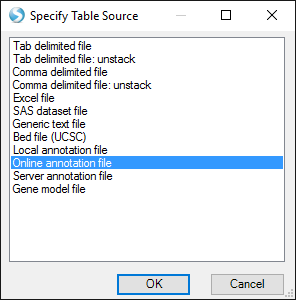 Specify Table Source
Tab delimited file
Tab delimited file: unstack
Comma delimited file
Comma delimited file: unstack
Excel file
SAS dataset file
Generic text file
Bed file (UCSC)
Local annotation file
Online annotation file
Server annotation file
Gene model file
OK Cancel